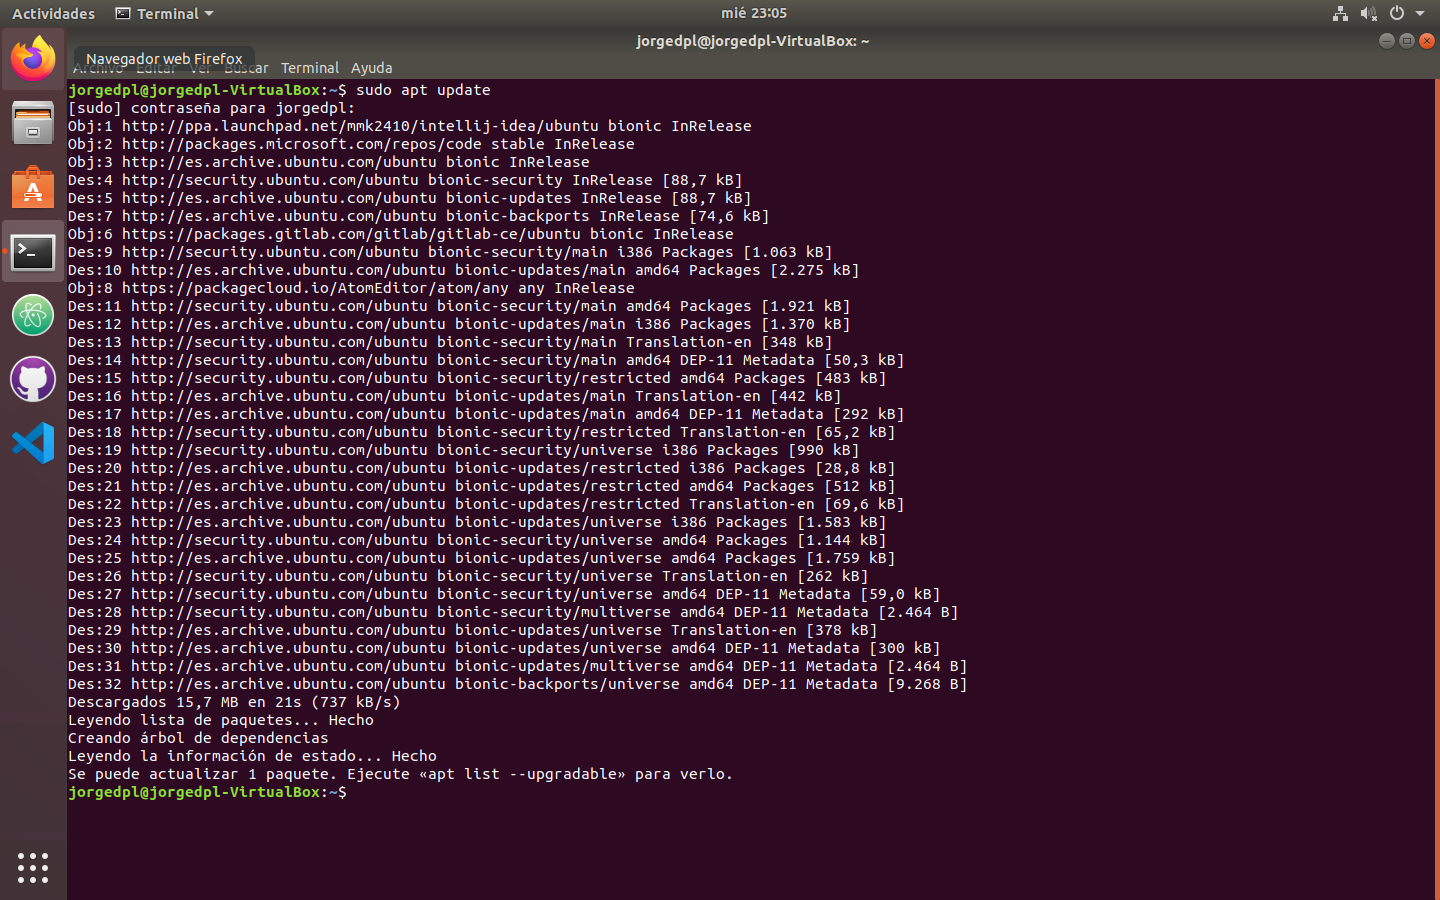 Actividades Terminal mié 23:05
jorgedpl@jorgedpl-VirtualBox: ~
Navegador web Firefox
Archivo Editar Ver Buscar Terminal Ayuda
jorgedpl@jorgedpl-VirtualBox:~$ sudo apt update
[sudo] contraseña para jorgedpl:
Obj:1 http://ppa.launchpad.net/mmk2410/intellij-idea/ubuntu bionic InRelease
Obj:2 http://packages.microsoft.com/repos/code stable InRelease
Obj:3 http://es.archive.ubuntu.com/ubuntu bionic InRelease
Des:4 http://security.ubuntu.com/ubuntu bionic-security InRelease [88,7 kB]
Des:5 http://es.archive.ubuntu.com/ubuntu bionic-updates InRelease [88,7 kB]
Des:7 http://es.archive.ubuntu.com/ubuntu bionic-backports InRelease [74,6 kB]
Obj:6 https://packages.gitlab.com/gitlab/gitlab-ce/ubuntu bionic InRelease
Des:9 http://security.ubuntu.com/ubuntu bionic-security/main i386 Packages [1.063 kB]
Des:10 http://es.archive.ubuntu.com/ubuntu bionic-updates/main amd64 Packages [2.275 kB]
Obj:8 https://packagecloud.io/AtomEditor/atom/any any InRelease
Des:11 http://security.ubuntu.com/ubuntu bionic-security/main amd64 Packages [1.921 kB]
Des:12 http://es.archive.ubuntu.com/ubuntu bionic-updates/main i386 Packages [1.370 kB]
Des:13 http://security.ubuntu.com/ubuntu bionic-security/main Translation-en [348 kB]
Des:14 http://security.ubuntu.com/ubuntu bionic-security/main amd64 DEP-11 Metadata [50,3 kB]
Des:15 http://security.ubuntu.com/ubuntu bionic-security/restricted amd64 Packages [483 kB]
Des:16 http://es.archive.ubuntu.com/ubuntu bionic-updates/main Translation-en [442 kB]
Des:17 http://es.archive.ubuntu.com/ubuntu bionic-updates/main amd64 DEP-11 Metadata [292 kB]
Des:18 http://security.ubuntu.com/ubuntu bionic-security/restricted Translation-en [65,2 kB]
Des:19 http://security.ubuntu.com/ubuntu bionic-security/universe i386 Packages [990 kB]
Des:20 http://es.archive.ubuntu.com/ubuntu bionic-updates/restricted i386 Packages [28,8 kB]
Des:21 http://es.archive.ubuntu.com/ubuntu bionic-updates/restricted amd64 Packages [512 kB]
Des:22 http://es.archive.ubuntu.com/ubuntu bionic-updates/restricted Translation-en [69,6 kB]
Des:23 http://es.archive.ubuntu.com/ubuntu bionic-updates/universe i386 Packages [1.583 kB]
Des:24 http://security.ubuntu.com/ubuntu bionic-security/universe amd64 Packages [1.144 kB]
Des:25 http://es.archive.ubuntu.com/ubuntu bionic-updates/universe amd64 Packages [1.759 kB]
Des:26 http://security.ubuntu.com/ubuntu bionic-security/universe Translation-en [262 kB]
Des:27 http://security.ubuntu.com/ubuntu bionic-security/universe amd64 DEP-11 Metadata [59,0 kB]
Des:28 http://security.ubuntu.com/ubuntu bionic-security/multiverse amd64 DEP-11 Metadata [2.464 B]
Des:29 http://es.archive.ubuntu.com/ubuntu bionic-updates/universe Translation-en [378 kB]
Des:30 http://es.archive.ubuntu.com/ubuntu bionic-updates/universe amd64 DEP-11 Metadata [300 kB]
Des:31 http://es.archive.ubuntu.com/ubuntu bionic-updates/multiverse amd64 DEP-11 Metadata [2.464 B]
Des:32 http://es.archive.ubuntu.com/ubuntu bionic-backports/universe amd64 DEP-11 Metadata [9.268 B]
Descargados 15,7 MB en 21s (737 kB/s)
Leyendo lista de paquetes... Hecho
Creando árbol de dependencias
Leyendo la información de estado... Hecho
Se puede actualizar 1 paquete. Ejecute «apt list --upgradable» para verlo.
jorgedpl@jorgedpl-VirtualBox:~$